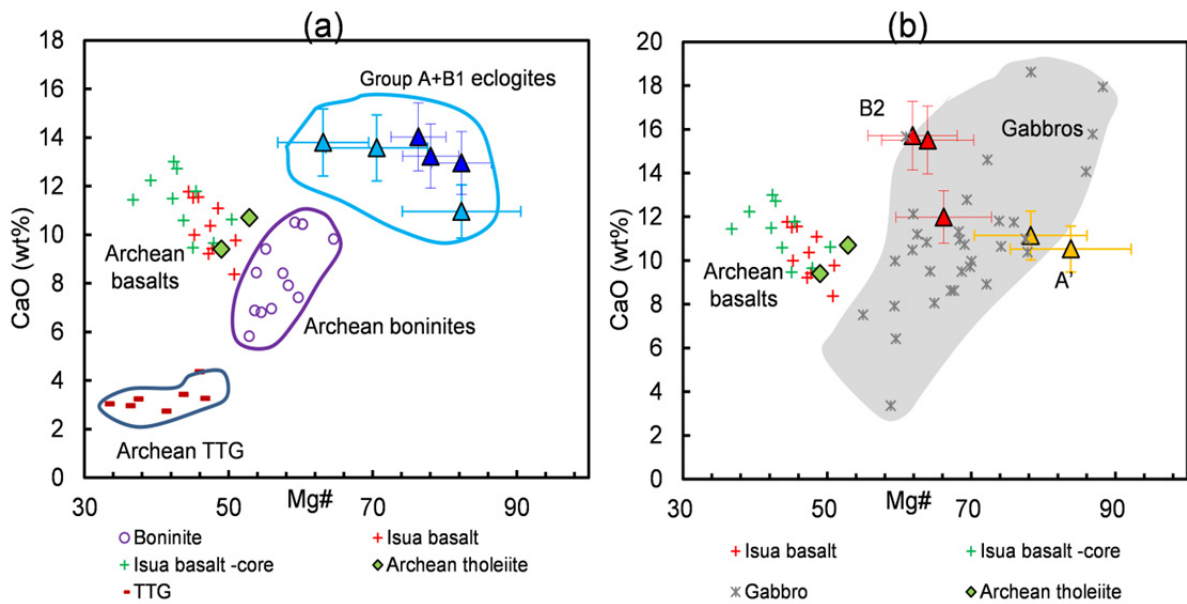 (a)
18
16
14
12
10
8
6
4
2
0
CaO (wt%)
Group A+B1 eclogites
Archean
basalts
Archean boninites
Archean TTG
30
50
70
90
Mg#
Boninite
Isua basalt
Isua basalt -core
Archean tholeiite
TTG
(b)
20
18
16
14
12
10
8
6
4
2
0
CaO (wt%)
B2
Gabbros
Archean
basalts
A'
30
50
70
90
Mg#
Isua basalt
Isua basalt -core
Gabbro
Archean tholeiite